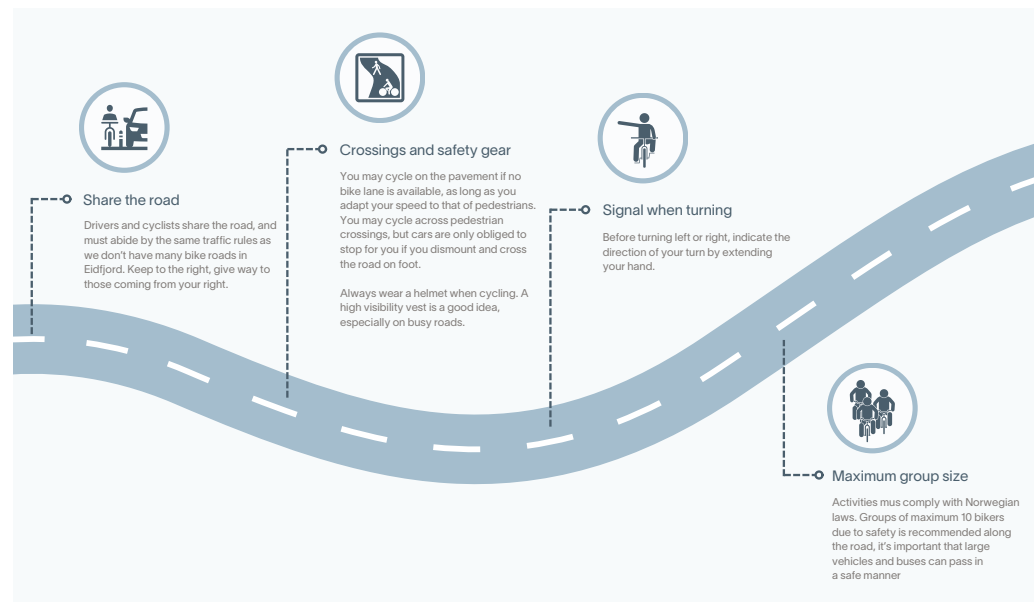 Share the road
Drivers and cyclists share the road, and
must abide by the same traffic rules as
we don't have many bike roads in
Eidfjord. Keep to the right, give way to
those coming from your right.
Crossings and safety gear
You may cycle on the pavement if no
bike lane is available, as long as you
adapt your speed to that of pedestrians.
You may cycle across pedestrian
crossings, but cars are only obliged to
stop for you if you dismount and cross
the road on foot.
Always wear a helmet when cycling. A
high visibility vest is a good idea,
especially on busy roads.
Signal when turning
Before turning left or right, indicate the
direction of your turn by extending
your hand.
Maximum group size
Activities mus comply with Norwegian
laws. Groups of maximum 10 bikers
due to safety is recommended along
the road, it's important that large
vehicles and buses can pass in
a safe manner